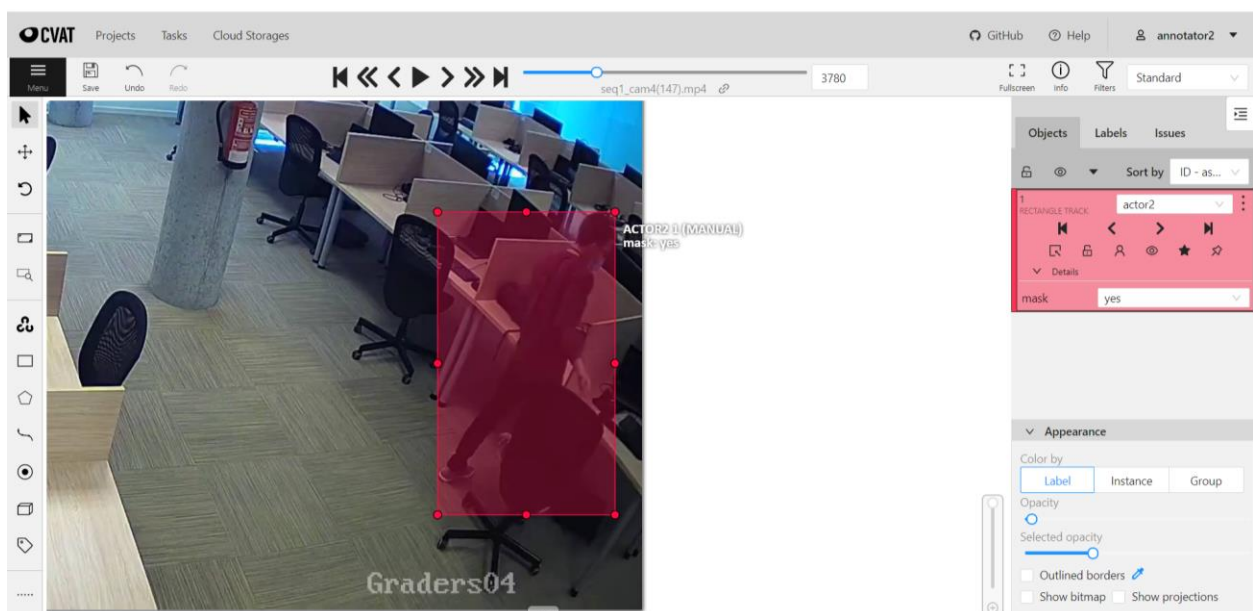 CVAT Projects Tasks Cloud Storages GitHub Help annotator2
Menu Save Undo Redo seq1_cam4(147).mp4 3780 Fullscreen Info Filters Standard
Objects Labels Issues
Sort by ID - as...
1
RECTANGLE TRACK
actor2
Details
mask yes
ACTOR2 1 (MANUAL)
mask: yes
Graders04
Appearance
Color by
Label Instance Group
Opacity
Selected opacity
Outlined borders
Show bitmap Show projections